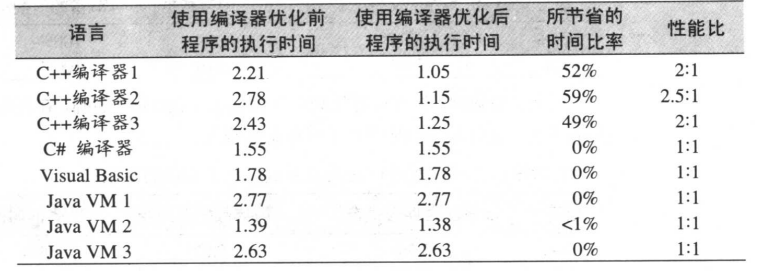 语言 使用编译器优化前程序的执行时间 使用编译器优化后程序的执行时间 所节省的时间比率 性能比
C++编译器1 2.21 1.05 52% 2:1
C++编译器2 2.78 1.15 59% 2.5:1
C++编译器3 2.43 1.25 49% 2:1
C# 编译器 1.55 1.55 0% 1:1
Visual Basic 1.78 1.78 0% 1:1
Java VM 1 2.77 2.77 0% 1:1
Java VM 2 1.39 1.38 <1% 1:1
Java VM 3 2.63 2.63 0% 1:1